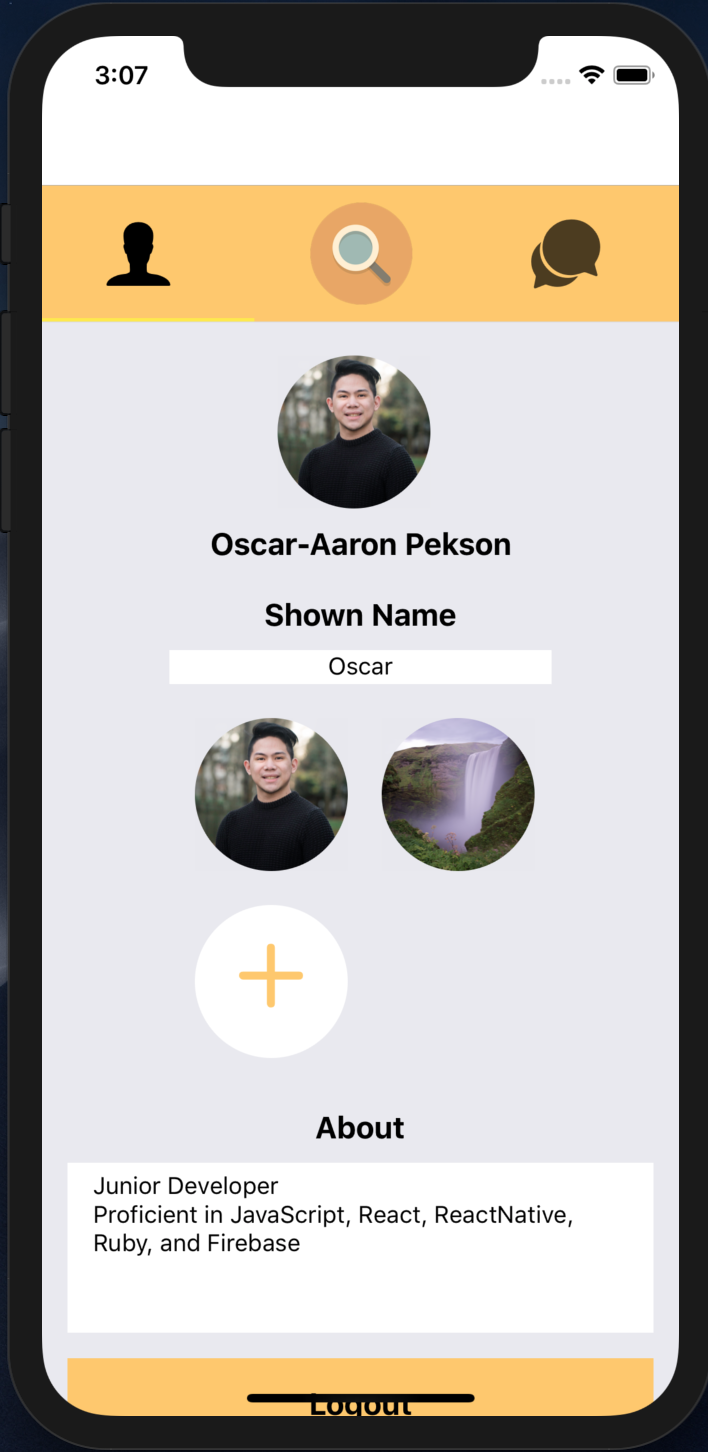 3:07
Oscar-Aaron Pekson
Shown Name
Oscar
About
Junior Developer
Proficient in JavaScript, React, ReactNative,
Ruby, and Firebase
Logout